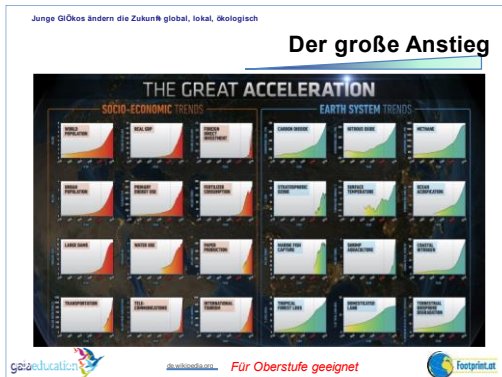 Junge GlÖkos ändern die Zukunft global, lokal, ökologisch
Der große Anstieg
THE GREAT ACCELERATION
SOCIO-ECONOMIC TRENDS
EARTH SYSTEM TRENDS
WORLD POPULATION
REAL GDP
FOREIGN DIRECT INVESTMENT
CARBON DIOXIDE
NITROUS OXIDE
METHANE
URBAN POPULATION
PRIMARY ENERGY USE
FERTILIZER CONSUMPTION
STRATOSPHERIC OZONE
SURFACE TEMPERATURE
OCEAN ACIDIFICATION
LARGE DAMS
WATER USE
PAPER PRODUCTION
MARINE FISH CAPTURE
SHRIMP AQUACULTURE
COASTAL NITROGEN
TRANSPORTATION
TELE-COMMUNICATIONS
INTERNATIONAL TOURISM
TROPICAL FOREST LOSS
DOMESTICATED LAND
TERRESTRIAL BIOSPHERE DEGRADATION
gaiaeducation
de.wikipedia.org
Für Oberstufe geeignet
Footprint.at